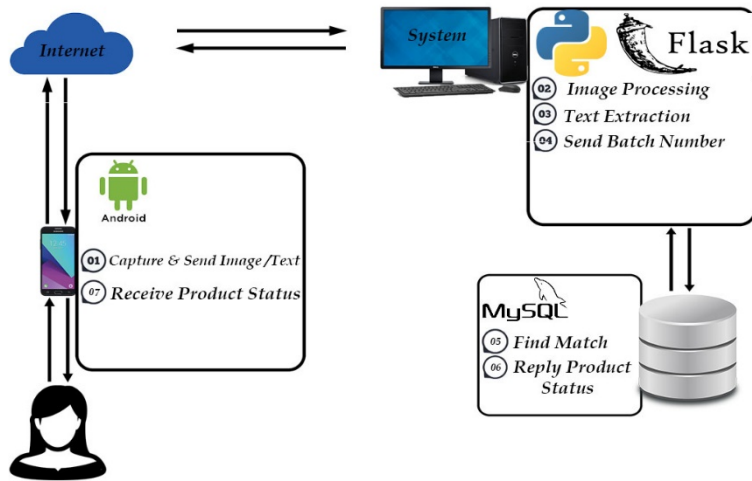 Internet
System
Flask
02 Image Processing
03 Text Extraction
04 Send Batch Number
Android
01 Capture & Send Image /Text
07 Receive Product Status
MySQL
05 Find Match
06 Reply Product
Status